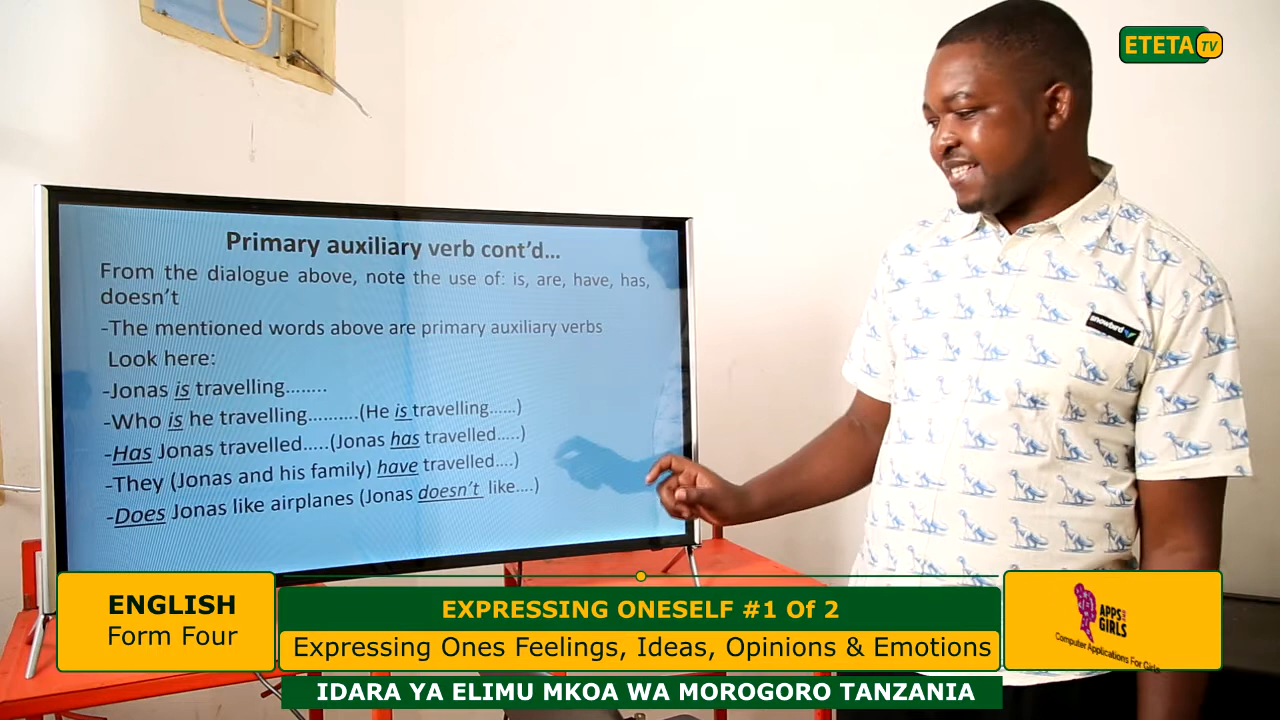 ETETA TV
Primary auxiliary verb cont'd...
From the dialogue above, note the use of: is, are, have, has,
doesn't
-The mentioned words above are primary auxiliary verbs
Look here:
-Jonas is travelling........
-Who is he travelling..........(He is travelling......)
-Has Jonas travelled.....(Jonas has travelled.....)
-They (Jonas and his family) have travelled....)
-Does Jonas like airplanes (Jonas doesn't like....)
snowbird
ENGLISH
Form Four
EXPRESSING ONESELF #1 Of 2
Expressing Ones Feelings, Ideas, Opinions & Emotions
APPS
GIRLS
Computer Applications For Girls
IDARA YA ELIMU MKOA WA MOROGORO TANZANIA